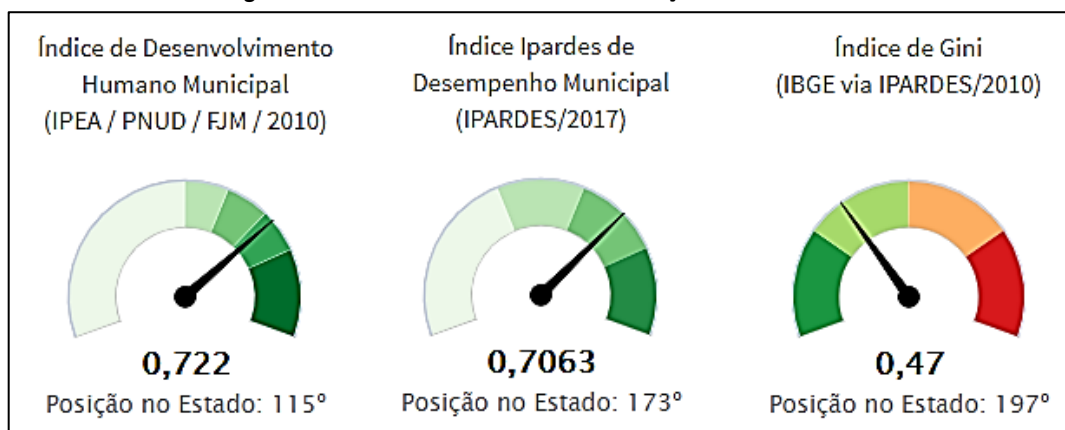 Índice de Desenvolvimento
Humano Municipal
(IPEA / PNUD / FJM / 2010)
0,722
Posição no Estado: 115º
Índice Ipardes de
Desempenho Municipal
(IPARDES/2017)
0,7063
Posição no Estado: 173º
Índice de Gini
(IBGE via IPARDES/2010)
0,47
Posição no Estado: 197º